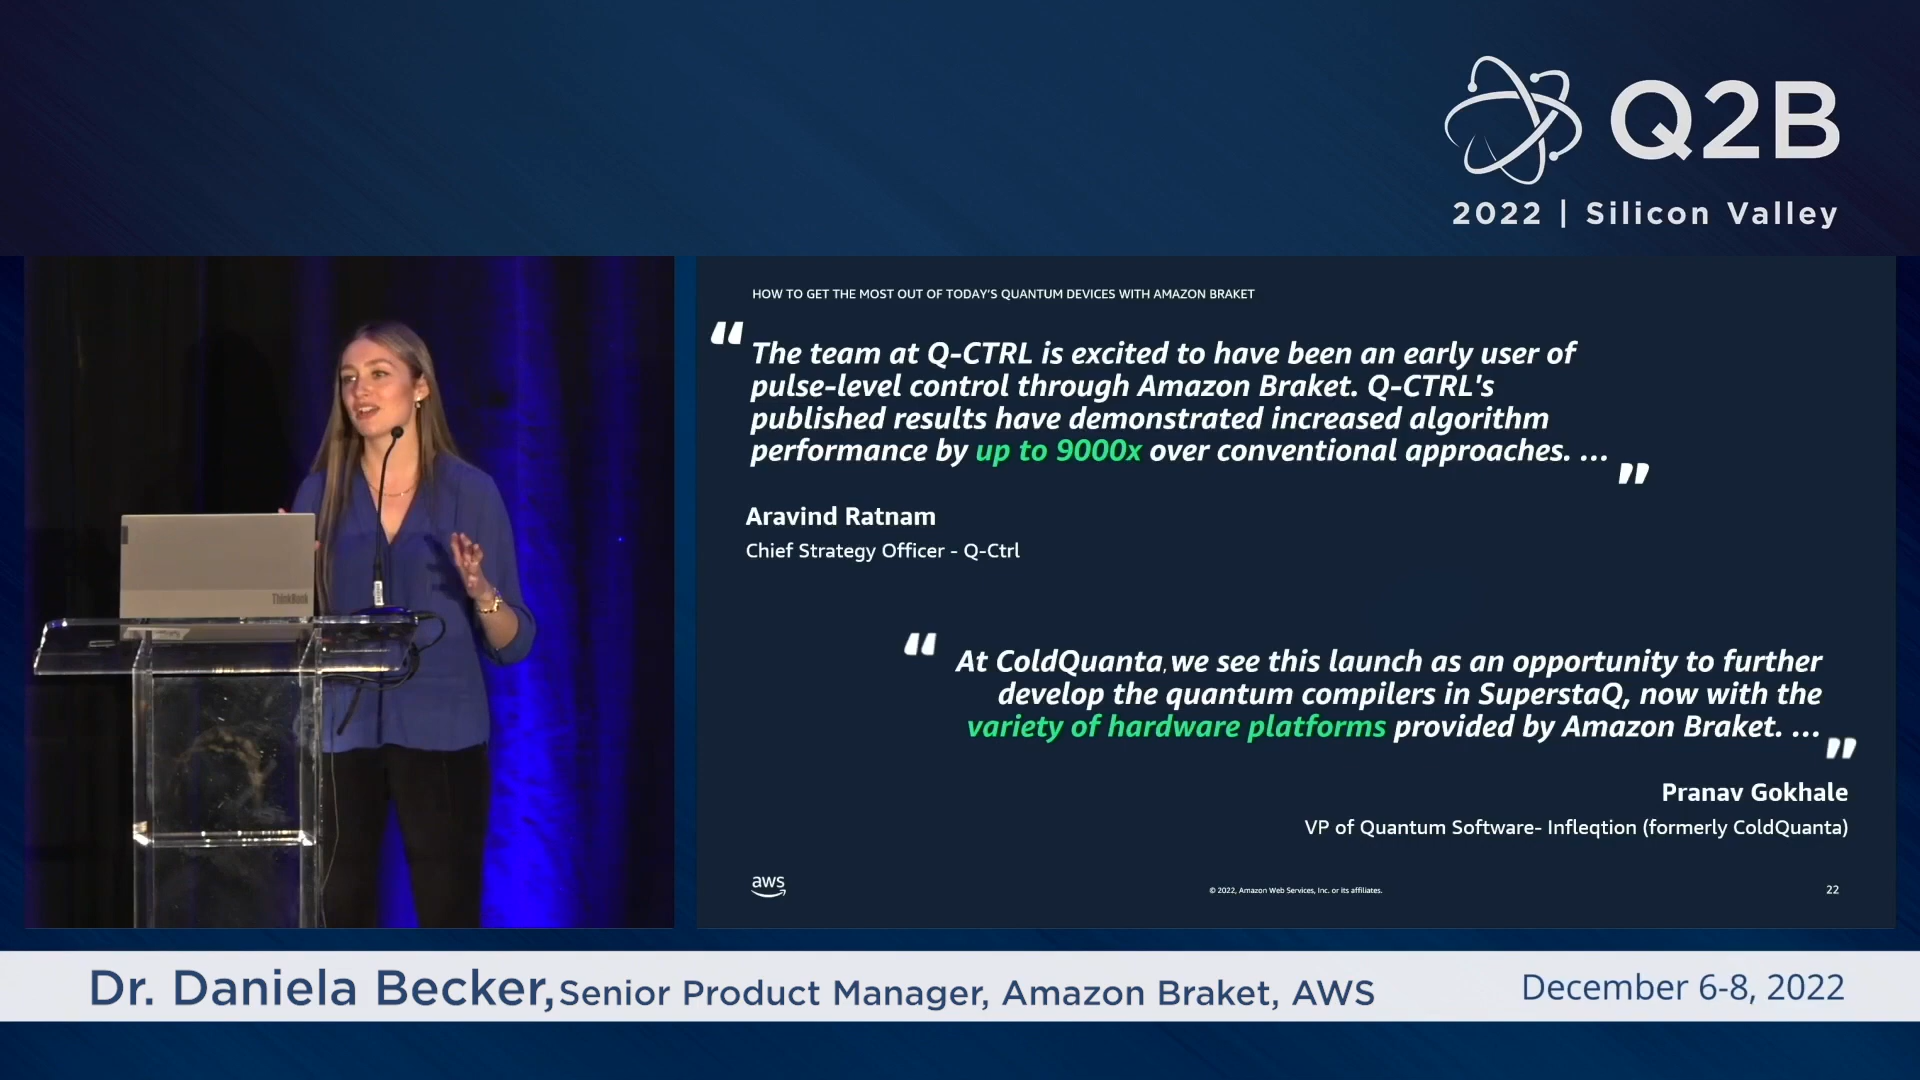 Q2B
2022 | Silicon Valley
HOW TO GET THE MOST OUT OF TODAY'S QUANTUM DEVICES WITH AMAZON BRAKET
“ The team at Q-CTRL is excited to have been an early user of
pulse-level control through Amazon Braket. Q-CTRL's
published results have demonstrated increased algorithm
performance by up to 9000x over conventional approaches. ... ”
Aravind Ratnam
Chief Strategy Officer - Q-Ctrl
“ At ColdQuanta, we see this launch as an opportunity to further
develop the quantum compilers in SuperstaQ, now with the
variety of hardware platforms provided by Amazon Braket. ... ”
Pranav Gokhale
VP of Quantum Software- Infleqtion (formerly ColdQuanta)
aws
© 2022, Amazon Web Services, Inc. or its affiliates.
22
ThinkBook
Dr. Daniela Becker, Senior Product Manager, Amazon Braket, AWS
December 6-8, 2022